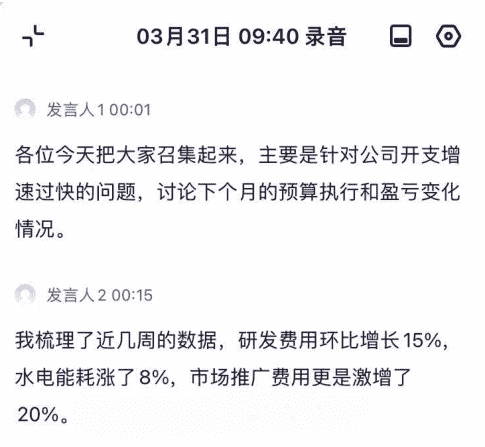 03月31日 09:40 录音
发言人1 00:01
各位今天把大家召集起来，主要是针对公司开支增
速过快的问题，讨论下个月的预算执行和盈亏变化
情况。
发言人2 00:15
我梳理了近几周的数据，研发费用环比增长15%，
水电能耗涨了8%，市场推广费用更是激增了
20%。